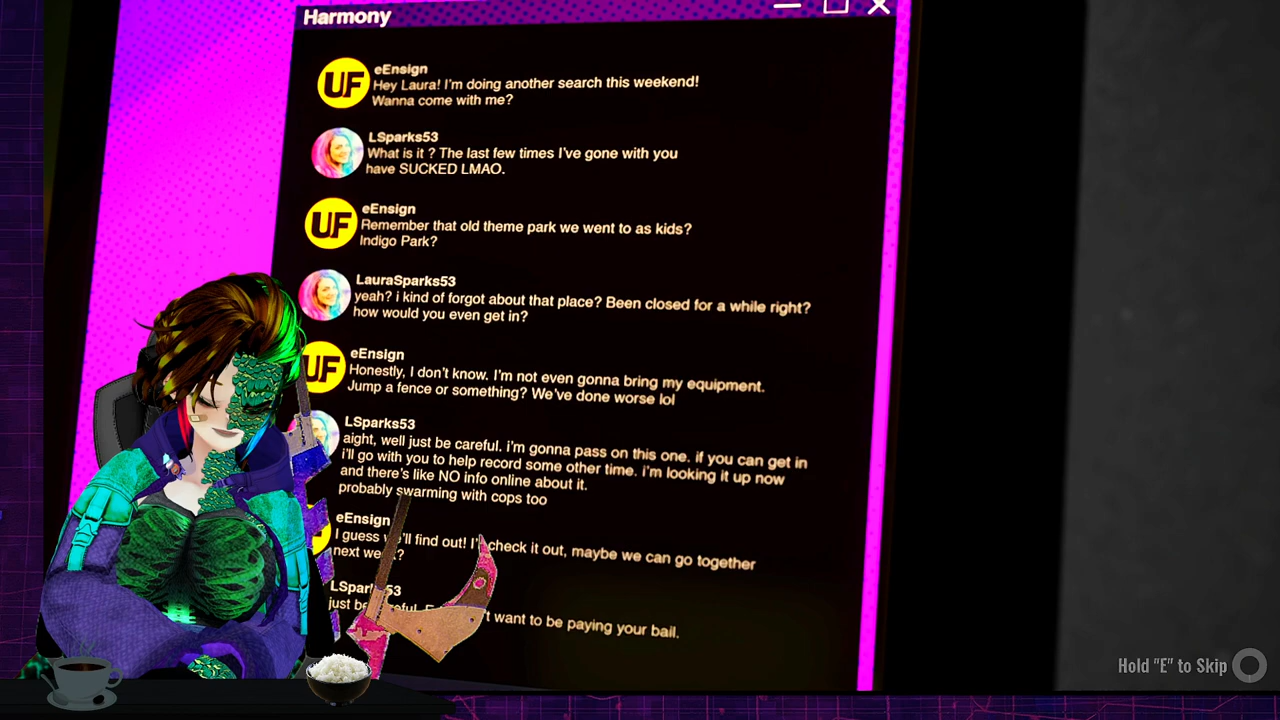 Harmony
UF
eEnsign
Hey Laura! I'm doing another search this weekend!
Wanna come with me?
LSparks53
What is it ? The last few times I've gone with you
have SUCKED LMAO.
UF
eEnsign
Remember that old theme park we went to as kids?
Indigo Park?
LauraSparks53
yeah? i kind of forgot about that place? Been closed for a while right?
how would you even get in?
UF
eEnsign
Honestly, I don't know. I'm not even gonna bring my equipment.
Jump a fence or something? We've done worse lol
LSparks53
aight, well just be careful. i'm gonna pass on this one. if you can get in
i'll go with you to help record some other time. i'm looking it up now
and there's like NO info online about it.
probably swarming with cops too
eEnsign
I guess find out! check it out, maybe we can go together
next
just want to be paying your bail.
Hold "E" to Skip